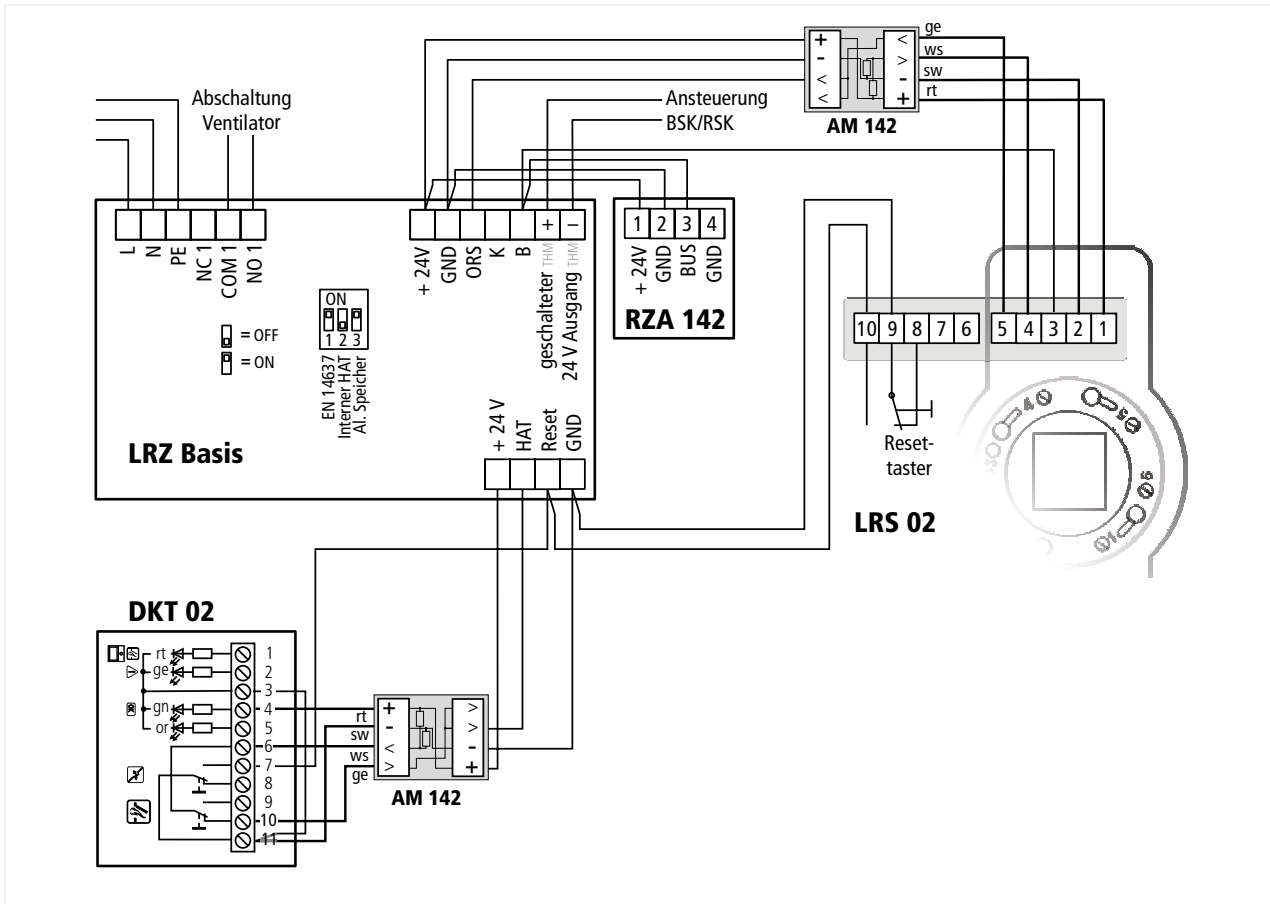 ge
ws
sw
rt
+
-
<
<
<
>
-
+
AM 142
Abschaltung
Ventilator
Ansteuerung
BSK/RSK
L
N
PE
NC 1
COM 1
NO 1
+ 24V
GND
ORS
K
B
+
–
geschalteter THM
24 V Ausgang THM
1 2 3 4
+ 24V
GND
BUS
GND
RZA 142
ON
1 2 3
EN 14637
Interner HAT
Al. Speicher
= OFF
= ON
LRZ Basis
+ 24 V
HAT
Reset
GND
10 9 8 7 6 5 4 3 2 1
Reset-
taster
LRS 02
4
5
6
1
DKT 02
rt
ge
gn
or
1
2
3
4
5
6
7
8
9
10
11
rt
sw
ws
ge
+
-
<
>
>
>
-
+
AM 142